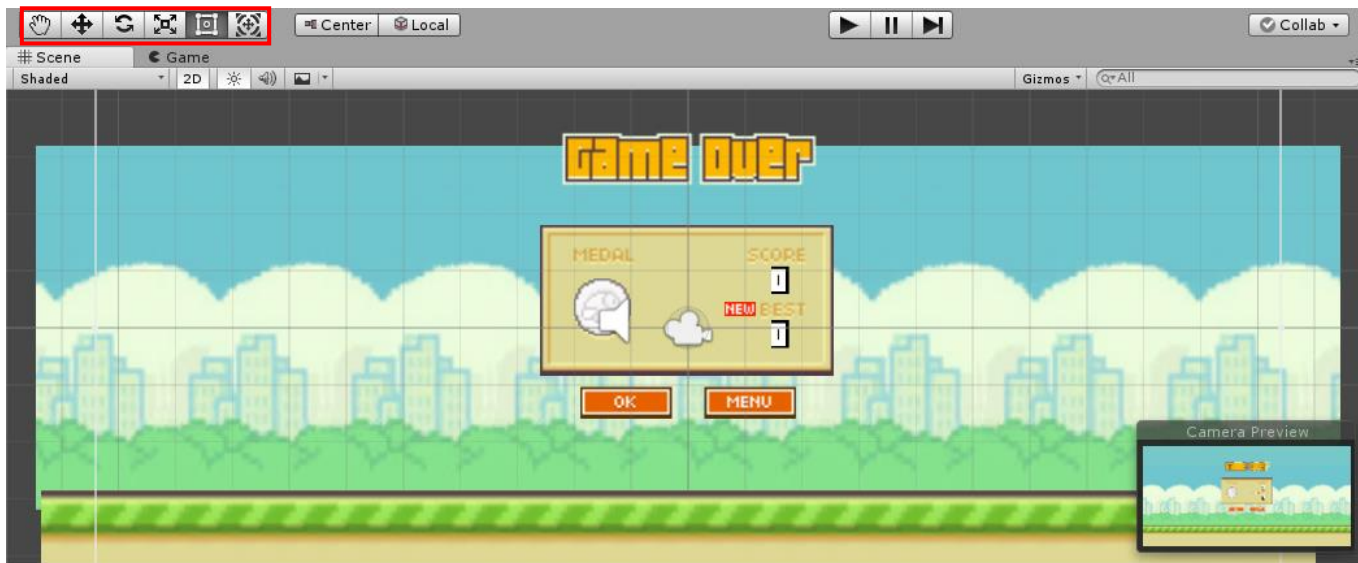 Center Local Collab
Scene Game
Shaded 2D Gizmos All
Game Over
MEDAL SCORE
1
NEW BEST
1
OK MENU
Camera Preview